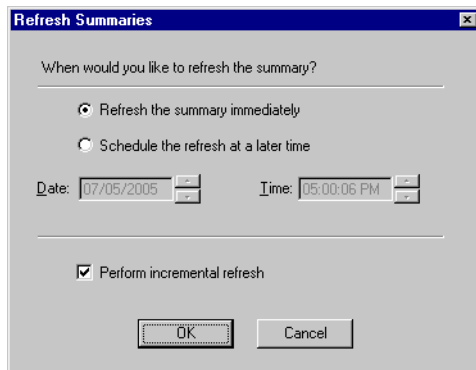 Refresh Summaries
When would you like to refresh the summary?
Refresh the summary immediately
Schedule the refresh at a later time
Date: 07/05/2005 Time: 05:00:06 PM
Perform incremental refresh
OK Cancel